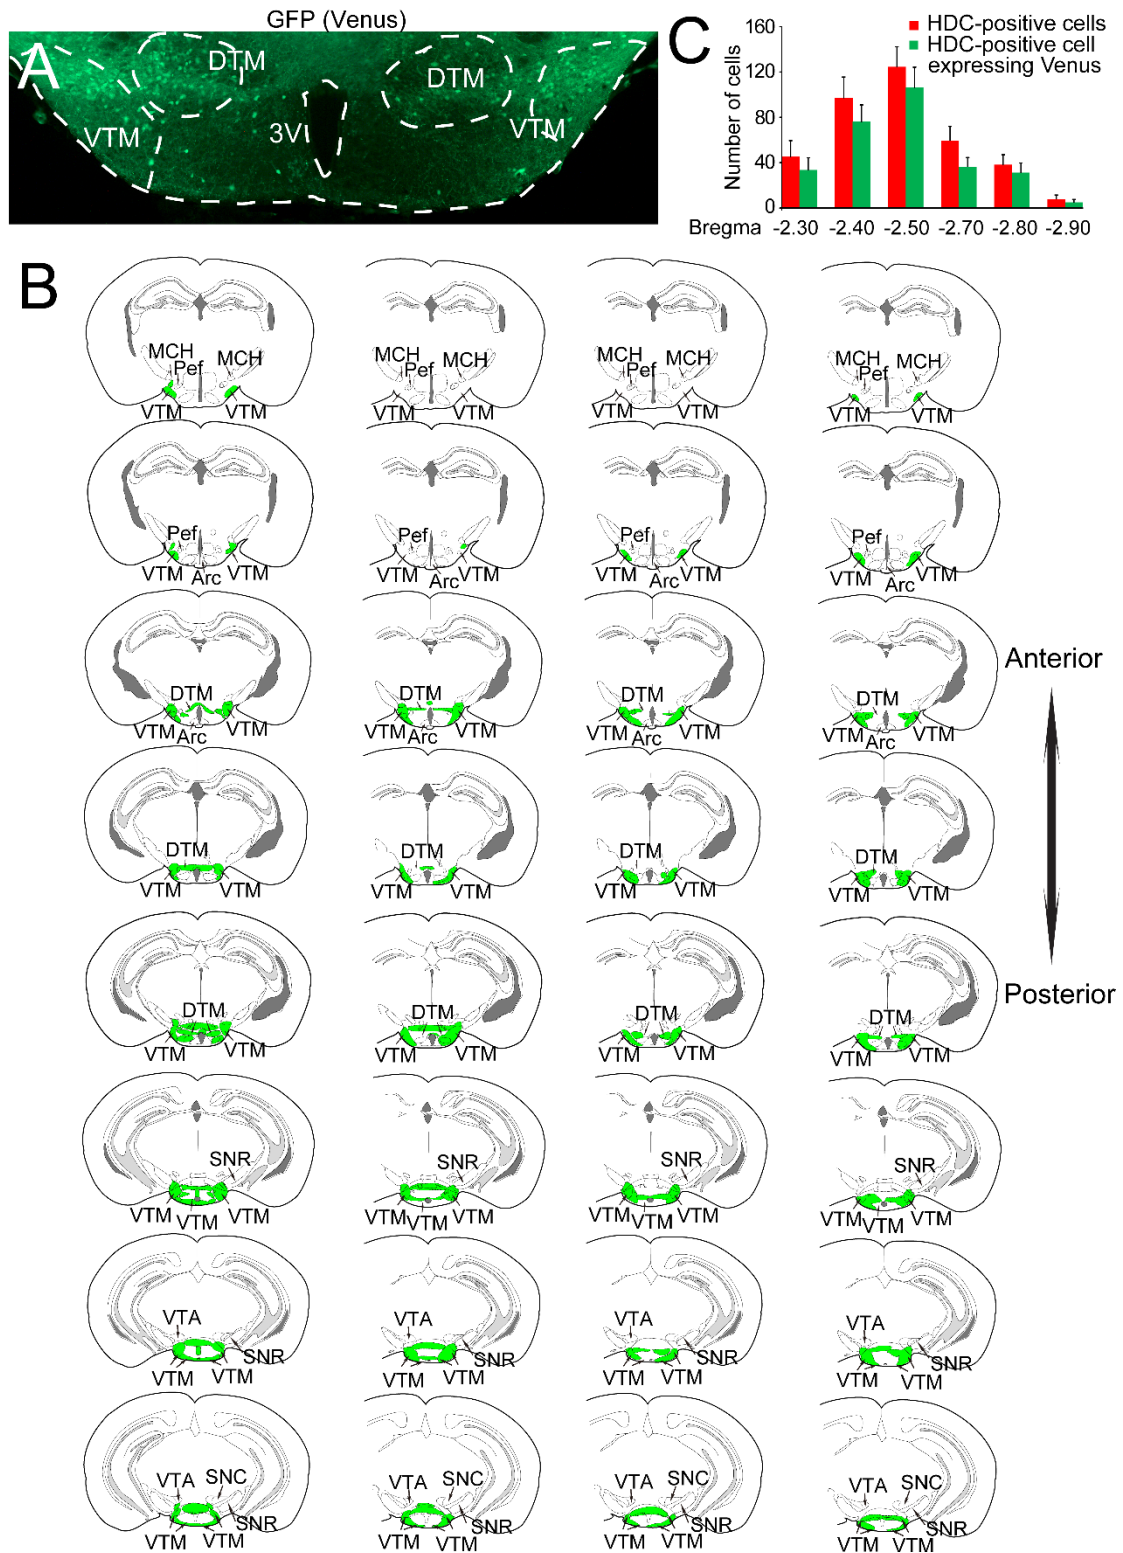 GFP (Venus)
A
DTM
DTM
VTM
3V
VTM
C
160
120
80
40
0
Number of cells
HDC-positive cells
HDC-positive cell
expressing Venus
Bregma -2.30 -2.40 -2.50 -2.70 -2.80 -2.90
B
MCH MCH MCH MCH MCH MCH MCH MCH
Pef Pef Pef Pef
VTM VTM VTM VTM VTM VTM VTM VTM
Pef Pef Pef Pef
VTM VTM VTM VTM VTM VTM VTM VTM
Arc Arc Arc Arc
Anterior
DTM DTM DTM DTM
VTM VTM VTM VTM VTM VTM VTM VTM
Arc Arc Arc Arc
DTM DTM DTM DTM
VTM VTM VTM VTM VTM VTM VTM VTM
Posterior
DTM DTM DTM DTM
VTM VTM VTM VTM VTM VTM VTM VTM
SNR SNR SNR SNR
VTM VTM VTM VTM VTM VTM VTM VTM VTM VTM VTM VTM
VTA VTA VTA VTA
SNR SNR SNR SNR
VTM VTM VTM VTM VTM VTM VTM VTM
VTA SNC VTA SNC VTA SNC VTA SNC
SNR SNR SNR SNR
VTM VTM VTM VTM VTM VTM VTM VTM